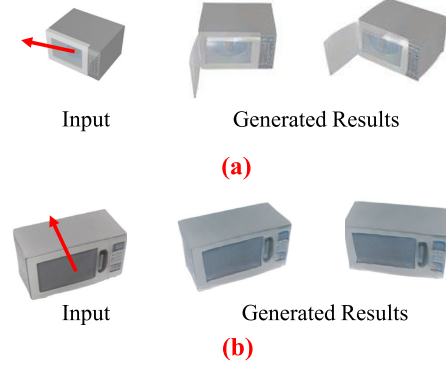 Input
Generated Results
(a)
Input
Generated Results
(b)